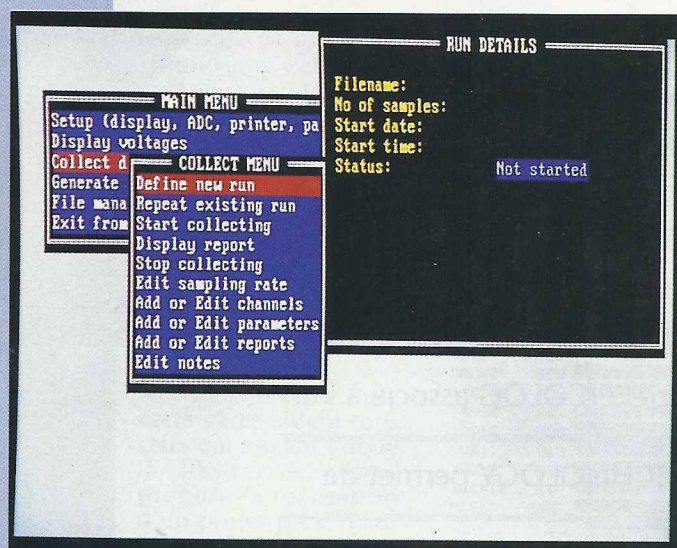 MAIN MENU
Setup (display, ADC, printer, pa
Display voltages
Collect d
Generate
File mana
Exit from
COLLECT MENU
Define new run
Repeat existing run
Start collecting
Display report
Stop collecting
Edit sampling rate
Add or Edit channels
Add or Edit parameters
Add or Edit reports
Edit notes
RUN DETAILS
Filename:
No of samples:
Start date:
Start time:
Status: Not started